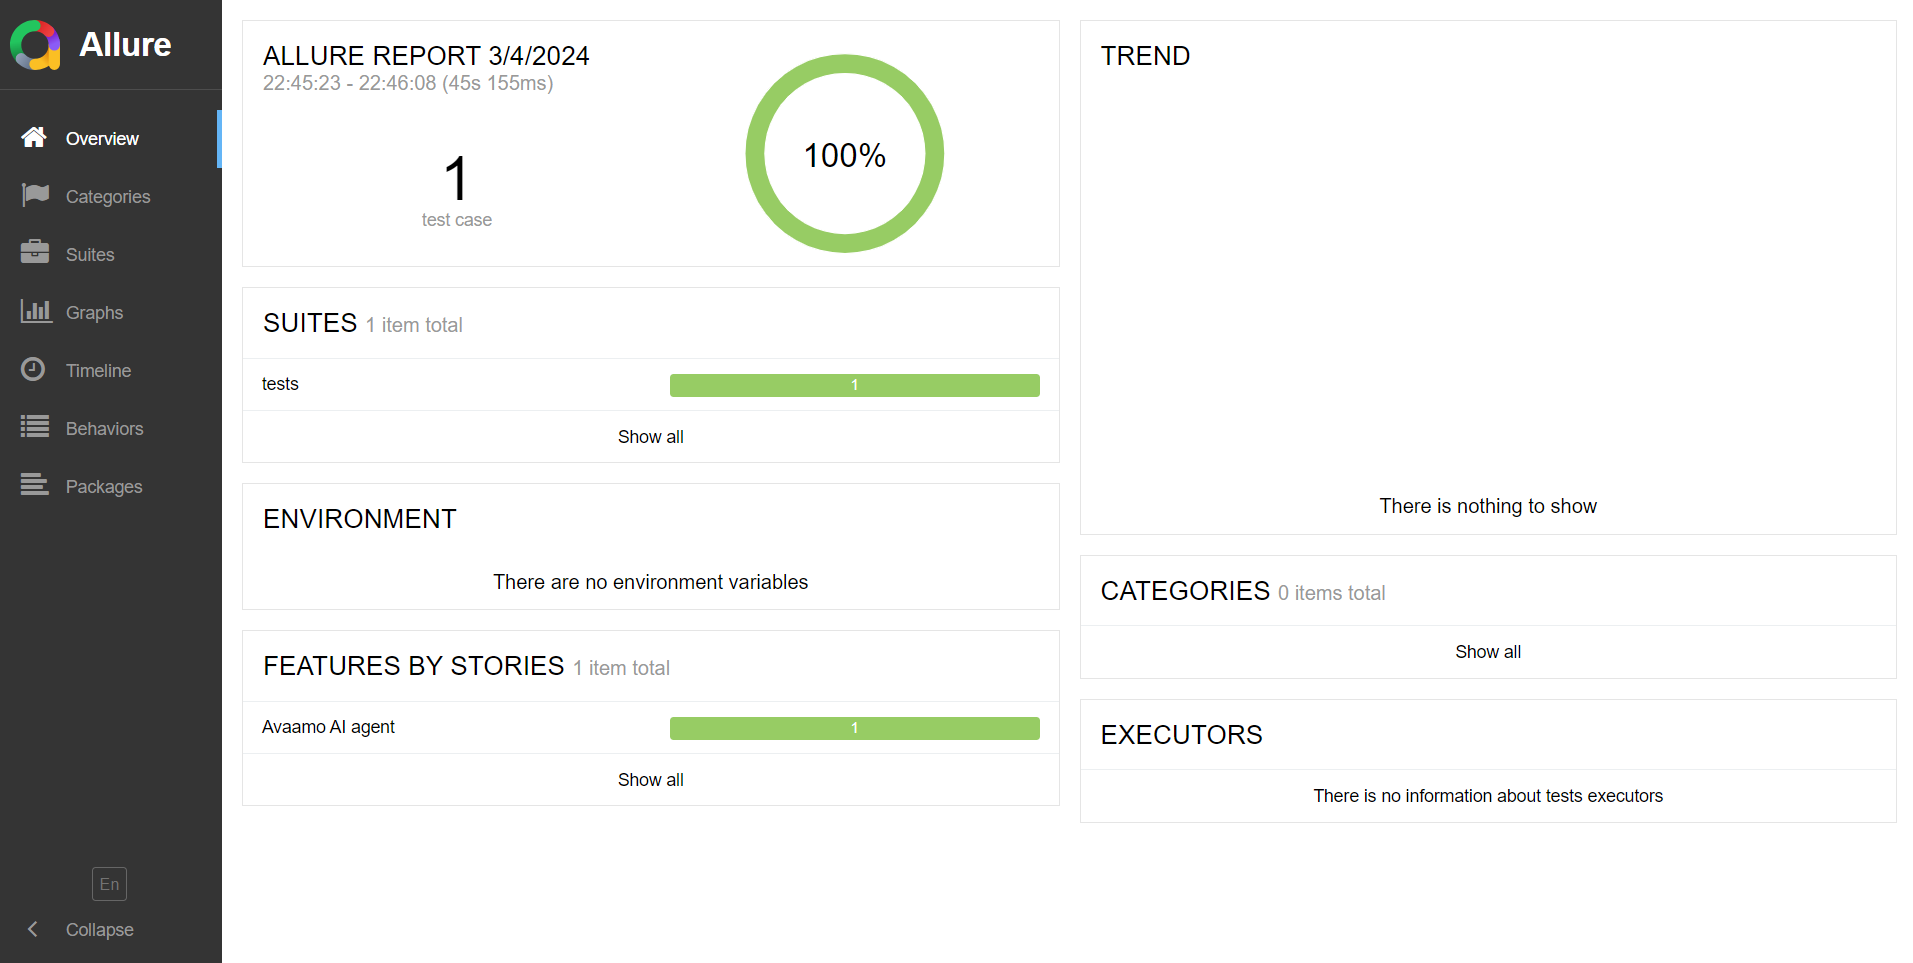 Allure
Overview
Categories
Suites
Graphs
Timeline
Behaviors
Packages
En
Collapse
ALLURE REPORT 3/4/2024
22:45:23 - 22:46:08 (45s 155ms)
1
test case
100%
SUITES 1 item total
tests 1
Show all
ENVIRONMENT
There are no environment variables
FEATURES BY STORIES 1 item total
Avaamo AI agent 1
Show all
TREND
There is nothing to show
CATEGORIES 0 items total
Show all
EXECUTORS
There is no information about tests executors